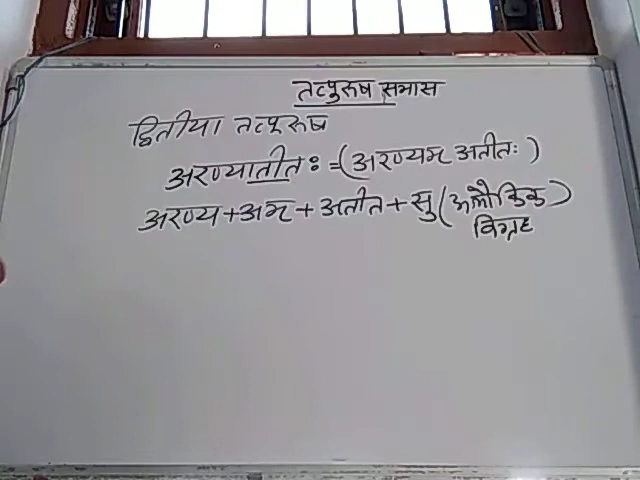 तत्पुरुष समास
द्वितीया तत्पुरुष
अरण्यातीतः =(अरण्यम अतीतः)
अरण्य+अम+अतीत+सु(अलौकिक)
विग्रह